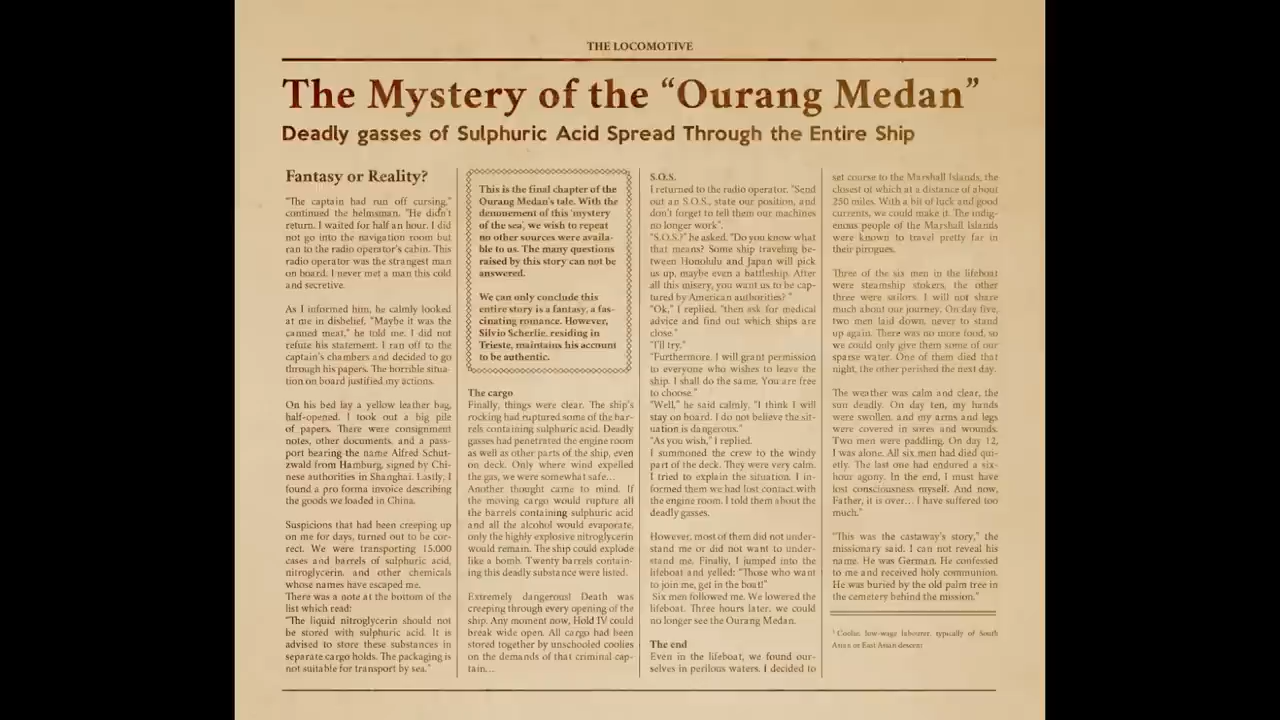 THE LOCOMOTIVE
The Mystery of the “Ourang Medan”
Deadly gasses of Sulphuric Acid Spread Through the Entire Ship
Fantasy or Reality?
"The captain had run off cursing,"
continued the helmsman. "He didn't
return. I waited for half an hour. I did
not go into the navigation room but
ran to the radio operator's cabin. This
radio operator was the strangest man
on board. I never met a man this cold
and secretive.
As I informed him, he calmly looked
at me in disbelief. "Maybe it was the
canned meat," he told me. I did not
refute his statement. I ran off to the
captain's chambers and decided to go
through his papers. The horrible situa-
tion on board justified my actions.
On his bed lay a yellow leather bag,
half-opened. I took out a big pile
of papers. There were consignment
notes, other documents, and a pass-
port bearing the name Alfred Schut-
zwald from Hamburg, signed by Chi-
nese authorities in Shanghai. Lastly, I
found a pro forma invoice describing
the goods we loaded in China.
Suspicions that had been creeping up
on me for days, turned out to be cor-
rect. We were transporting 15.000
cases and barrels of sulphuric acid,
nitroglycerin, and other chemicals
whose names have escaped me.
There was a note at the bottom of the
list which read:
"The liquid nitroglycerin should not
be stored with sulphuric acid. It is
advised to store these substances in
separate cargo holds. The packaging is
not suitable for transport by sea."
This is the final chapter of the
Ourang Medan's tale. With the
denunement of this 'mystery
of the sea', we wish to repeat
no other sources were availa-
ble to us. The many questions
raised by this story can not be
answered.
We can only conclude this
entire story is a fantasy, a fas-
cinating romance. However,
Silvio Scherlie, residing in
Trieste, maintains his account
to be authentic.
The cargo
Finally, things were clear. The ship's
rocking had ruptured some of the bar-
rels containing sulphuric acid. Deadly
gasses had penetrated the engine room
as well as other parts of the ship, even
on deck. Only where wind expelled
the gas, we were somewhat safe...
Another thought came to mind. If
the moving cargo would rupture all
the barrels containing sulphuric acid
and all the alcohol would evaporate,
only the highly explosive nitroglycerin
would remain. The ship could explode
like a bomb. Twenty barrels contain-
ing this deadly substance were listed.
Extremely dangerous! Death was
creeping through every opening of the
ship. Any moment now, Hold IV could
break wide open. All cargo had been
stored together by unschooled coolies
on the demands of that criminal cap-
tain...
S.O.S.
I returned to the radio operator. "Send
out an S.O.S., state our position, and
don't forget to tell them our machines
no longer work".
"S.O.S.?" he asked. "Do you know what
that means? Some ship traveling be-
tween Honolulu and Japan will pick
us up, maybe even a battleship. After
all this misery, you want us to be cap-
tured by American authorities? "
"Ok," I replied, "then ask for medical
advice and find out which ships are
close."
"I'll try."
"Furthermore, I will grant permission
to everyone who wishes to leave the
ship. I shall do the same. You are free
to choose."
"Well," he said calmly, "I think I will
stay on board. I do not believe the sit-
uation is dangerous."
"As you wish," I replied.
I summoned the crew to the windy
part of the deck. They were very calm.
I tried to explain the situation. I in-
formed them we had lost contact with
the engine room. I told them about the
deadly gasses.
However, most of them did not under-
stand me or did not want to under-
stand me. Finally, I jumped into the
lifeboat and yelled: "Those who want
to join me, get in the boat!"
Six men followed me. We lowered the
lifeboat. Three hours later, we could
no longer see the Ourang Medan.
The end
Even in the lifeboat, we found our-
selves in perilous waters. I decided to
set course to the Marshall Islands, the
closest of which at a distance of about
250 miles. With a bit of luck and good
currents, we could make it. The indig-
enous people of the Marshall Islands
were known to travel pretty far in
their pirogues.
Three of the six men in the lifeboat
were steamship stokers, the other
three were sailors. I will not share
much about our journey. On day five,
two men laid down, never to stand
up again. There was no more food, so
we could only give them some of our
sparse water. One of them died that
night, the other perished the next day.
The weather was calm and clear, the
sun deadly. On day ten, my hands
were swollen, and my arms and legs
were covered in sores and wounds.
Two men were paddling. On day 12,
I was alone. All six men had died qui-
etly. The last one had endured a six-
hour agony. In the end, I must have
lost consciousness myself. And now,
Father, it is over... I have suffered too
much."
"This was the castaway's story," the
missionary said. I can not reveal his
name. He was German. He confessed
to me and received holy communion.
He was buried by the old palm tree in
the cemetery behind the mission."
¹ Coolie, low-wage labourer, typically of South
Asian or East Asian descent